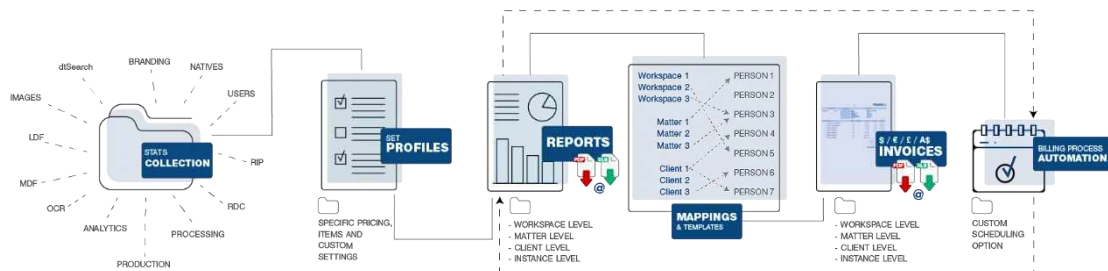 dtSearch
BRANDING
NATIVES
IMAGES
USERS
LDF
STATS
COLLECTION
RIP
MDF
RDC
OCR
ANALYTICS
PROCESSING
PRODUCTION
SET
PROFILES
SPECIFIC PRICING,
ITEMS AND
CUSTOM
SETTINGS
REPORTS
PDF
@
- WORKSPACE LEVEL
- MATTER LEVEL
- CLIENT LEVEL
- INSTANCE LEVEL
Workspace 1
Workspace 2
Workspace 3
Matter 1
Matter 2
Matter 3
Client 1
Client 2
Client 3
PERSON 1
PERSON 2
PERSON 3
PERSON 4
PERSON 5
PERSON 6
PERSON 7
MAPPINGS
& TEMPLATES
$ / € / £ / A$
INVOICES
PDF
@
- WORKSPACE LEVEL
- MATTER LEVEL
- CLIENT LEVEL
- INSTANCE LEVEL
BILLING PROCESS
AUTOMATION
CUSTOM
SCHEDULING
OPTION